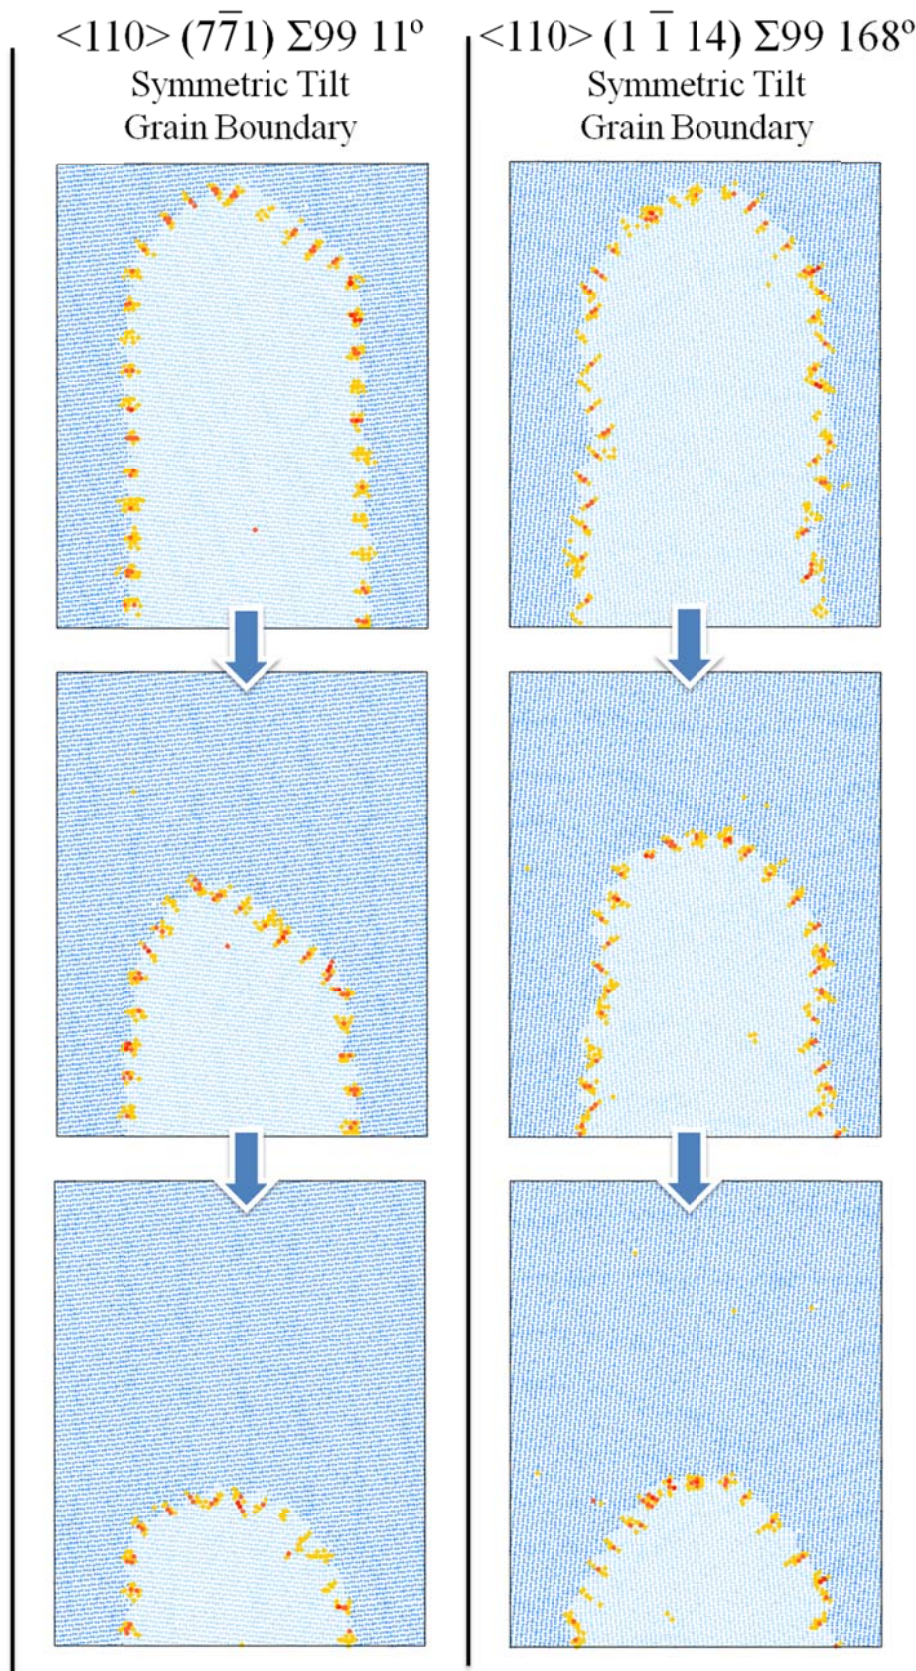 <110> (77̅1) Σ99 11º
Symmetric Tilt
Grain Boundary
<110> (1 1̅ 14) Σ99 168º
Symmetric Tilt
Grain Boundary